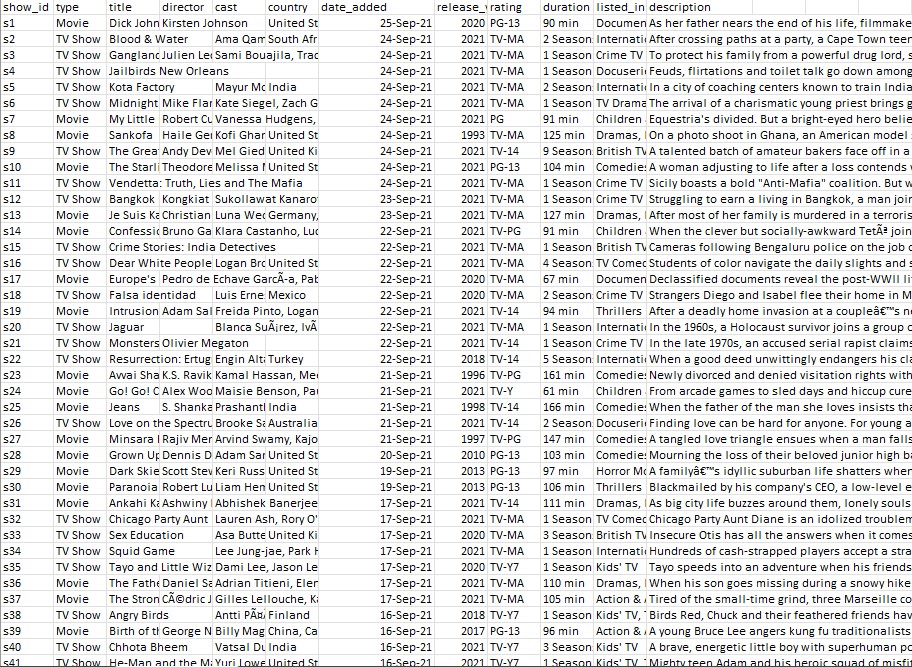 show_id type title director cast country date_added release_y rating duration listed_in description
s1 Movie Dick John Kirsten Johnson United St 25-Sep-21 2020 PG-13 90 min Documen As her father nears the end of his life, filmmake
s2 TV Show Blood & Water Ama Qam South Afr 24-Sep-21 2021 TV-MA 2 Season Internati After crossing paths at a party, a Cape Town teen
s3 TV Show Gangland Julien Le Sami Bouajila, Trac 24-Sep-21 2021 TV-MA 1 Season Crime TV To protect his family from a powerful drug lord, s
s4 TV Show Jailbirds New Orleans 24-Sep-21 2021 TV-MA 1 Season Docuseri Feuds, flirtations and toilet talk go down among
s5 TV Show Kota Factory Mayur Mo India 24-Sep-21 2021 TV-MA 2 Season Internati In a city of coaching centers known to train India
s6 TV Show Midnight Mike Flan Kate Siegel, Zach G 24-Sep-21 2021 TV-MA 1 Season TV Drama The arrival of a charismatic young priest brings g
s7 Movie My Little Robert Cu Vanessa Hudgens, 24-Sep-21 2021 PG 91 min Children Equestria's divided. But a bright-eyed hero belie
s8 Movie Sankofa Haile Ger Kofi Ghan United St 24-Sep-21 1993 TV-MA 125 min Dramas, I On a photo shoot in Ghana, an American model
s9 TV Show The Grea Andy Dev Mel Gied United Ki 24-Sep-21 2021 TV-14 9 Season British TV A talented batch of amateur bakers face off in a
s10 Movie The Starli Theodore Melissa M United St 24-Sep-21 2021 PG-13 104 min Comedies A woman adjusting to life after a loss contends w
s11 TV Show Vendetta: Truth, Lies and The Mafia 24-Sep-21 2021 TV-MA 1 Season Crime TV Sicily boasts a bold "Anti-Mafia" coalition. But w
s12 TV Show Bangkok Kongkiat Sukollawat Kanarot 23-Sep-21 2021 TV-MA 1 Season Crime TV Struggling to earn a living in Bangkok, a man join
s13 Movie Je Suis Ka Christian Luna Wed Germany, 23-Sep-21 2021 TV-MA 127 min Dramas, I After most of her family is murdered in a terroris
s14 Movie Confessio Bruno Ga Klara Castanho, Luc 22-Sep-21 2021 TV-PG 91 min Children When the clever but socially-awkward TetÃª join
s15 TV Show Crime Stories: India Detectives 22-Sep-21 2021 TV-MA 1 Season British TV Cameras following Bengaluru police on the job o
s16 TV Show Dear White People Logan Bro United St 22-Sep-21 2021 TV-MA 4 Season TV Comed Students of color navigate the daily slights and s
s17 Movie Europe's Pedro de Echave GarcÃ­a, Pab 22-Sep-21 2020 TV-MA 67 min Documen Declassified documents reveal the post-WWII lif
s18 TV Show Falsa identidad Luis Ernes Mexico 22-Sep-21 2020 TV-MA 2 Season Crime TV Strangers Diego and Isabel flee their home in M
s19 Movie Intrusion Adam Sal Freida Pinto, Logan 22-Sep-21 2021 TV-14 94 min Thrillers After a deadly home invasion at a coupleâ€™s n
s20 TV Show Jaguar Blanca SuÃ¡rez, IvÃ 22-Sep-21 2021 TV-MA 1 Season Internati In the 1960s, a Holocaust survivor joins a group o
s21 TV Show Monsters Olivier Megaton 22-Sep-21 2021 TV-14 1 Season Crime TV In the late 1970s, an accused serial rapist claims
s22 TV Show Resurrection: Ertug Engin Alt Turkey 22-Sep-21 2018 TV-14 5 Season Internati When a good deed unwittingly endangers his cla
s23 Movie Avvai Sha K.S. Ravik Kamal Hassan, Mee 21-Sep-21 1996 TV-PG 161 min Comedies Newly divorced and denied visitation rights with
s24 Movie Go! Go! C Alex Woo Maisie Benson, Pau 21-Sep-21 2021 TV-Y 61 min Children From arcade games to sled days and hiccup cure
s25 Movie Jeans S. Shanka Prashant India 21-Sep-21 1998 TV-14 166 min Comedies When the father of the man she loves insists tha
s26 TV Show Love on the Spectru Brooke Sa Australia 21-Sep-21 2021 TV-14 2 Season Docuseri Finding love can be hard for anyone. For young a
s27 Movie Minsara K Rajiv Men Arvind Swamy, Kajo 21-Sep-21 1997 TV-PG 147 min Comedies A tangled love triangle ensues when a man falls
s28 Movie Grown Up Dennis D Adam San United St 20-Sep-21 2010 PG-13 103 min Comedies Mourning the loss of their beloved junior high ba
s29 Movie Dark Skie Scott Stew Keri Russ United St 19-Sep-21 2013 PG-13 97 min Horror Mo A familyâ€™s idyllic suburban life shatters when
s30 Movie Paranoia Robert Lu Liam Hem United St 19-Sep-21 2013 PG-13 106 min Thrillers Blackmailed by his company's CEO, a low-level e
s31 Movie Ankahi Ka Ashwiny I Abhishek Banerjee 17-Sep-21 2021 TV-14 111 min Dramas, I As big city life buzzes around them, lonely souls
s32 TV Show Chicago Party Aunt Lauren Ash, Rory O' 17-Sep-21 2021 TV-MA 1 Season TV Comed Chicago Party Aunt Diane is an idolized troublem
s33 TV Show Sex Education Asa Butte United Ki 17-Sep-21 2020 TV-MA 3 Season British TV Insecure Otis has all the answers when it comes
s34 TV Show Squid Game Lee Jung-jae, Park H 17-Sep-21 2021 TV-MA 1 Season Internati Hundreds of cash-strapped players accept a stra
s35 TV Show Tayo and Little Wiz Dami Lee, Jason Le 17-Sep-21 2020 TV-Y7 1 Season Kids' TV Tayo speeds into an adventure when his friends
s36 Movie The Fathe Daniel Sa Adrian Titieni, Elen 17-Sep-21 2020 TV-MA 110 min Dramas, I When his son goes missing during a snowy hike
s37 Movie The Stron CÃ©dric J Gilles Lellouche, Ka 17-Sep-21 2021 TV-MA 105 min Action & A Tired of the small-time grind, three Marseille co
s38 TV Show Angry Birds Antti PÃ¤ Finland 16-Sep-21 2018 TV-Y7 1 Season Kids' TV, T Birds Red, Chuck and their feathered friends have
s39 Movie Birth of th George N Billy Mag China, Ca 16-Sep-21 2017 PG-13 96 min Action & A A young Bruce Lee angers kung fu traditionalists
s40 TV Show Chhota Bheem Vatsal Du India 16-Sep-21 2021 TV-Y7 3 Season Kids' TV A brave, energetic little boy with superhuman po
s41 TV Show He-Man and the Ma Yuri Lowe United St 16-Sep-21 2021 TV-Y7 1 Season Kids' TV Mighty teen Adam and his heroic squad of misfi